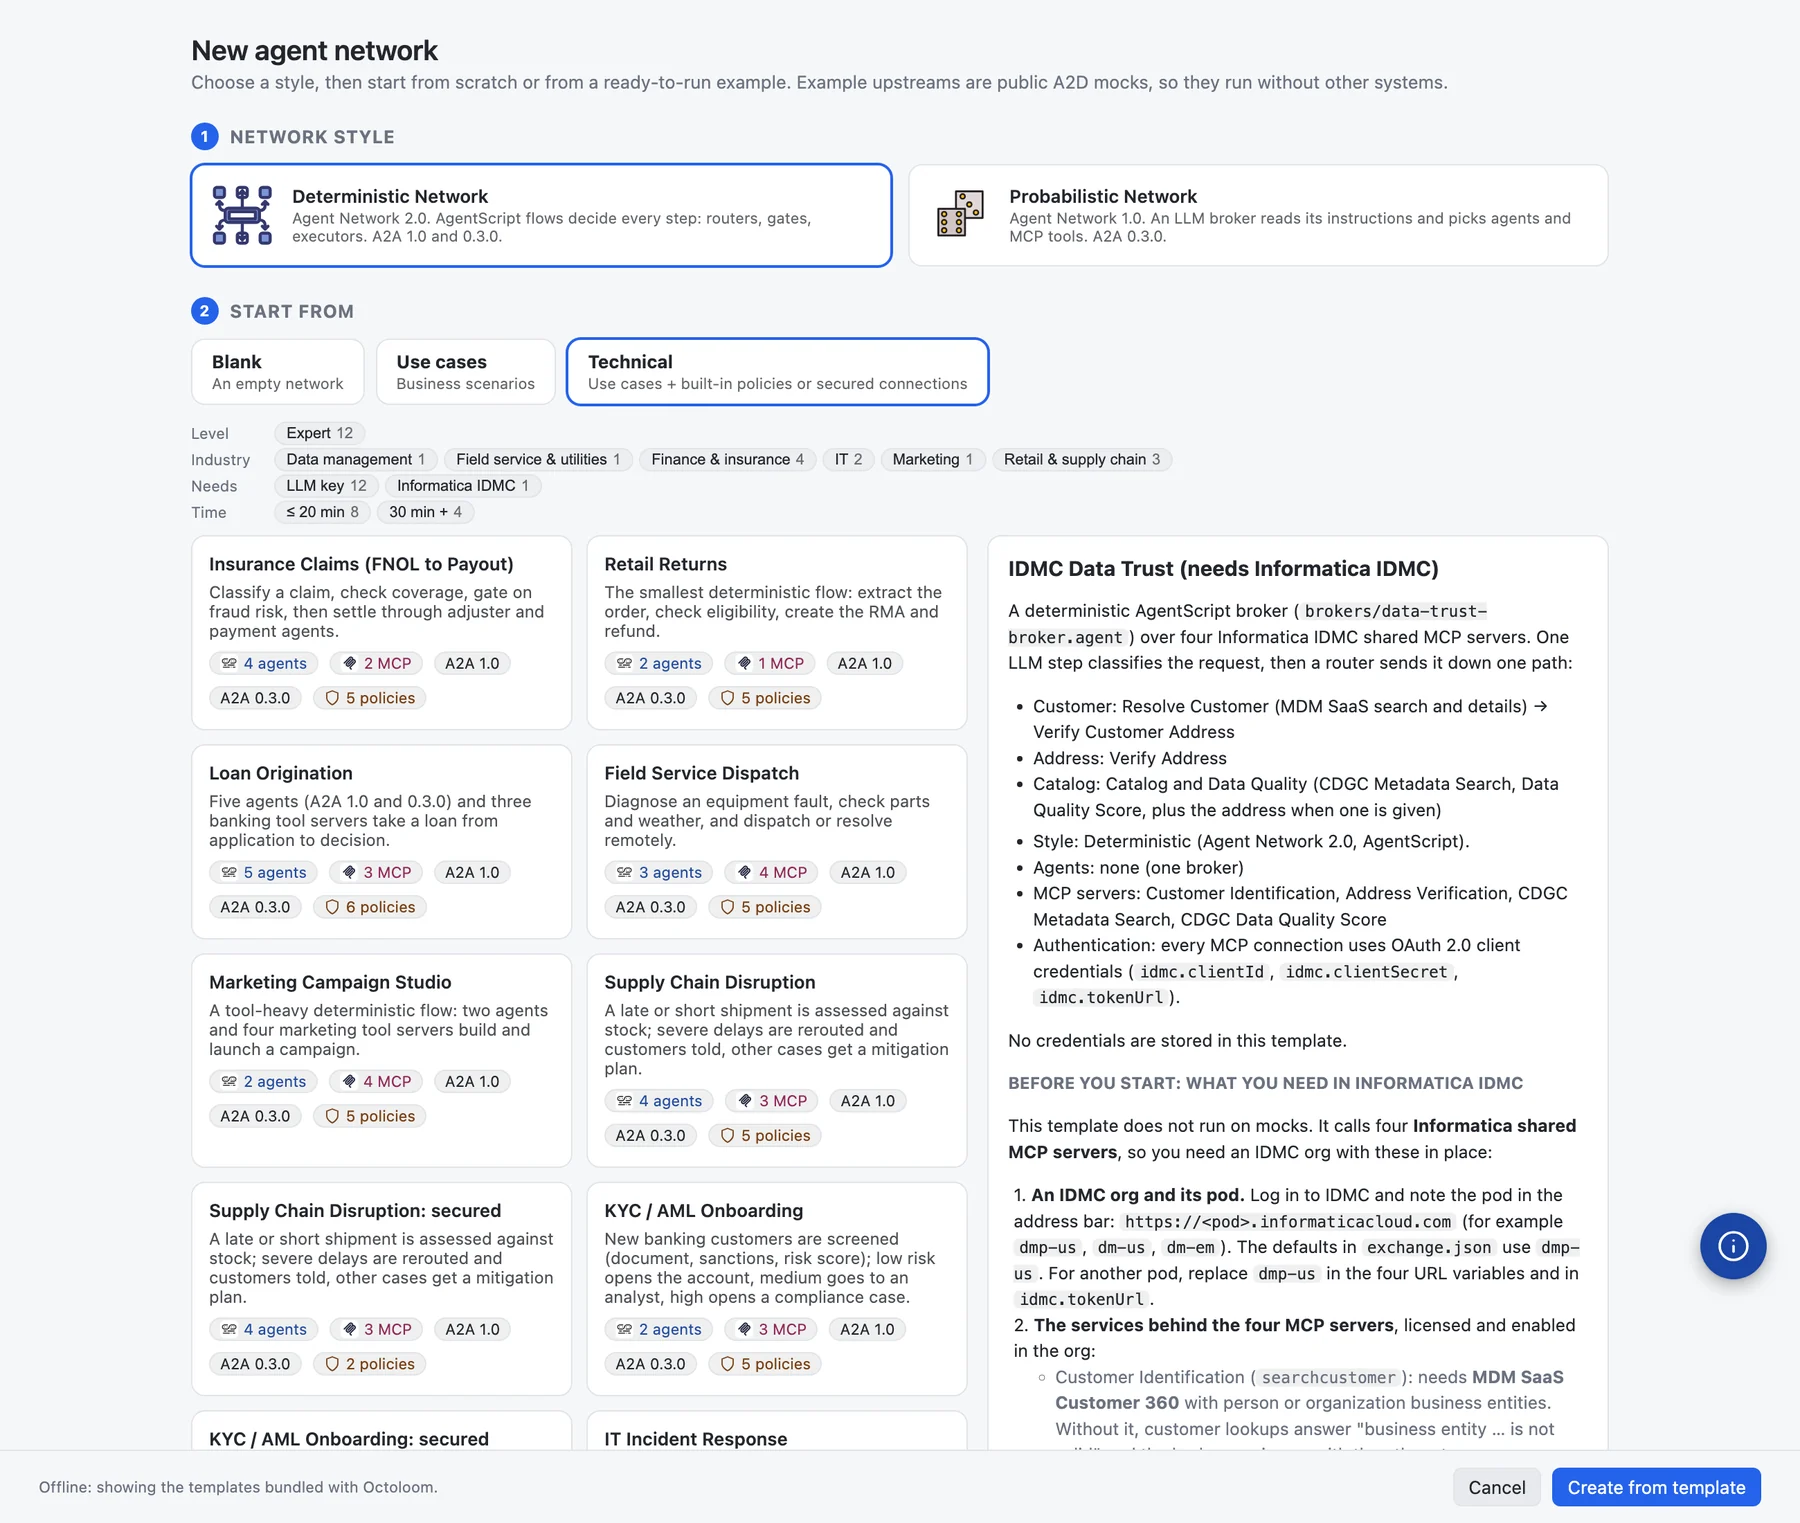 New agent network
Choose a style, then start from scratch or from a ready-to-run example. Example upstreams are public A2D mocks, so they run without other systems.
1 NETWORK STYLE
Deterministic Network
Agent Network 2.0. AgentScript flows decide every step: routers, gates,
executors. A2A 1.0 and 0.3.0.
Probabilistic Network
Agent Network 1.0. An LLM broker reads its instructions and picks agents and
MCP tools. A2A 0.3.0.
2 START FROM
Blank
An empty network
Use cases
Business scenarios
Technical
Use cases + built-in policies or secured connections
Level Expert 12
Industry Data management 1 Field service & utilities 1 Finance & insurance 4 IT 2 Marketing 1 Retail & supply chain 3
Needs LLM key 12 Informatica IDMC 1
Time ≤ 20 min 8 30 min + 4
Insurance Claims (FNOL to Payout)
Classify a claim, check coverage, gate on
fraud risk, then settle through adjuster and
payment agents.
4 agents 2 MCP A2A 1.0
A2A 0.3.0 5 policies
Retail Returns
The smallest deterministic flow: extract the
order, check eligibility, create the RMA and
refund.
2 agents 1 MCP A2A 1.0
A2A 0.3.0 5 policies
Loan Origination
Five agents (A2A 1.0 and 0.3.0) and three
banking tool servers take a loan from
application to decision.
5 agents 3 MCP A2A 1.0
A2A 0.3.0 6 policies
Field Service Dispatch
Diagnose an equipment fault, check parts
and weather, and dispatch or resolve
remotely.
3 agents 4 MCP A2A 1.0
A2A 0.3.0 5 policies
Marketing Campaign Studio
A tool-heavy deterministic flow: two agents
and four marketing tool servers build and
launch a campaign.
2 agents 4 MCP A2A 1.0
A2A 0.3.0 5 policies
Supply Chain Disruption
A late or short shipment is assessed against
stock; severe delays are rerouted and
customers told, other cases get a mitigation
plan.
4 agents 3 MCP A2A 1.0
A2A 0.3.0 5 policies
Supply Chain Disruption: secured
A late or short shipment is assessed against
stock; severe delays are rerouted and
customers told, other cases get a mitigation
plan.
4 agents 3 MCP A2A 1.0
A2A 0.3.0 2 policies
KYC / AML Onboarding
New banking customers are screened
(document, sanctions, risk score); low risk
opens the account, medium goes to an
analyst, high opens a compliance case.
2 agents 3 MCP A2A 1.0
A2A 0.3.0 5 policies
KYC / AML Onboarding: secured
IT Incident Response
IDMC Data Trust (needs Informatica IDMC)
A deterministic AgentScript broker ( brokers/data-trust-
broker.agent ) over four Informatica IDMC shared MCP servers. One
LLM step classifies the request, then a router sends it down one path:
• Customer: Resolve Customer (MDM SaaS search and details) →
Verify Customer Address
• Address: Verify Address
• Catalog: Catalog and Data Quality (CDGC Metadata Search, Data
Quality Score, plus the address when one is given)
• Style: Deterministic (Agent Network 2.0, AgentScript).
• Agents: none (one broker)
• MCP servers: Customer Identification, Address Verification, CDGC
Metadata Search, CDGC Data Quality Score
• Authentication: every MCP connection uses OAuth 2.0 client
credentials ( idmc.clientId , idmc.clientSecret ,
idmc.tokenUrl ).
No credentials are stored in this template.
BEFORE YOU START: WHAT YOU NEED IN INFORMATICA IDMC
This template does not run on mocks. It calls four Informatica shared
MCP servers, so you need an IDMC org with these in place:
1. An IDMC org and its pod. Log in to IDMC and note the pod in the
address bar: https://<pod>.informaticacloud.com (for example
dmp-us , dm-us , dm-em ). The defaults in exchange.json use dmp-
us . For another pod, replace dmp-us in the four URL variables and in
idmc.tokenUrl .
2. The services behind the four MCP servers, licensed and enabled
in the org:
◦ Customer Identification ( searchcustomer ): needs MDM SaaS
Customer 360 with person or organization business entities.
Without it, customer lookups answer "business entity ... is not
Offline: showing the templates bundled with Octoloom.
Cancel
Create from template